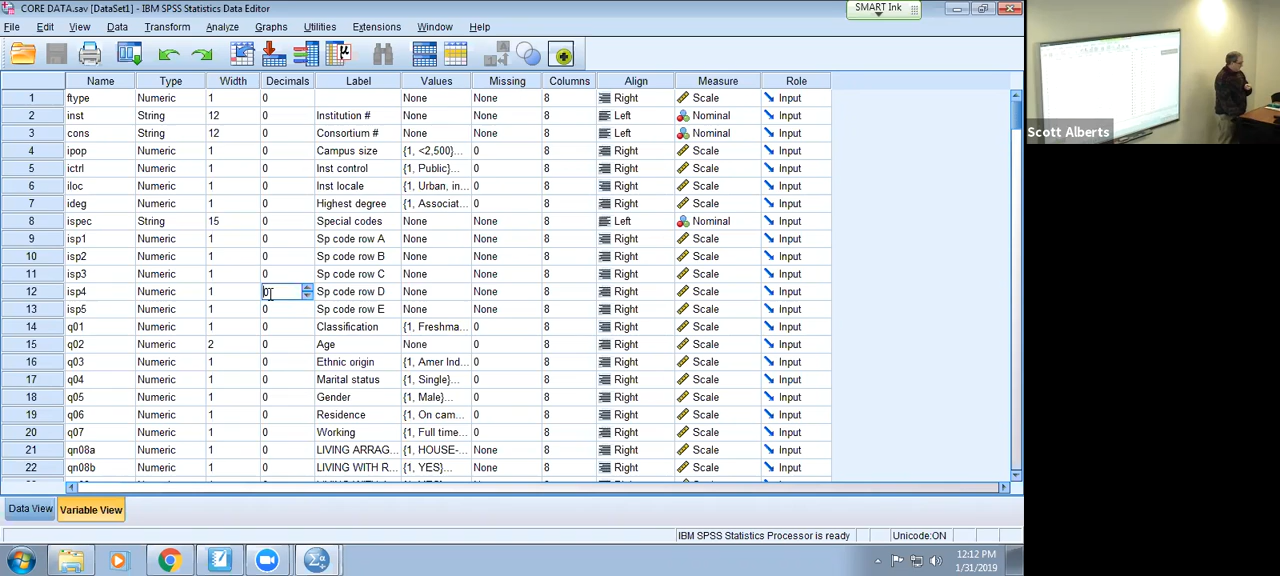 CORE DATA.sav [DataSet1] - IBM SPSS Statistics Data Editor
SMART Ink
File Edit View Data Transform Analyze Graphs Utilities Extensions Window Help
Name Type Width Decimals Label Values Missing Columns Align Measure Role
1 ftype Numeric 1 0 None None 8 Right Scale Input
2 inst String 12 0 Institution # None None 8 Left Nominal Input
3 cons String 12 0 Consortium # None None 8 Left Nominal Input
4 ipop Numeric 1 0 Campus size {1, <2,500}... None 8 Right Scale Input
5 ictrl Numeric 1 0 Inst control {1, Public}... None 8 Right Scale Input
6 iloc Numeric 1 0 Inst locale {1, Urban, in... None 8 Right Scale Input
7 ideg Numeric 1 0 Highest degree {1, Associat... None 8 Right Scale Input
8 ispec String 15 0 Special codes None None 8 Left Nominal Input
9 isp1 Numeric 1 0 Sp code row A None None 8 Right Scale Input
10 isp2 Numeric 1 0 Sp code row B None None 8 Right Scale Input
11 isp3 Numeric 1 0 Sp code row C None None 8 Right Scale Input
12 isp4 Numeric 1 0 Sp code row D None None 8 Right Scale Input
13 isp5 Numeric 1 0 Sp code row E None None 8 Right Scale Input
14 q01 Numeric 1 0 Classification {1, Freshma... 0 8 Right Scale Input
15 q02 Numeric 2 0 Age None 0 8 Right Scale Input
16 q03 Numeric 1 0 Ethnic origin {1, Amer Ind... 0 8 Right Scale Input
17 q04 Numeric 1 0 Marital status {1, Single}... 0 8 Right Scale Input
18 q05 Numeric 1 0 Gender {1, Male}... 0 8 Right Scale Input
19 q06 Numeric 1 0 Residence {1, On cam... 0 8 Right Scale Input
20 q07 Numeric 1 0 Working {1, Full time... 0 8 Right Scale Input
21 qn08a Numeric 1 0 LIVING ARRAG... {1, HOUSE-... None 8 Right Scale Input
22 qn08b Numeric 1 0 LIVING WITH R... {1, YES}... None 8 Right Scale Input
Data View Variable View
IBM SPSS Statistics Processor is ready Unicode:ON
12:12 PM
1/31/2019
Scott Alberts